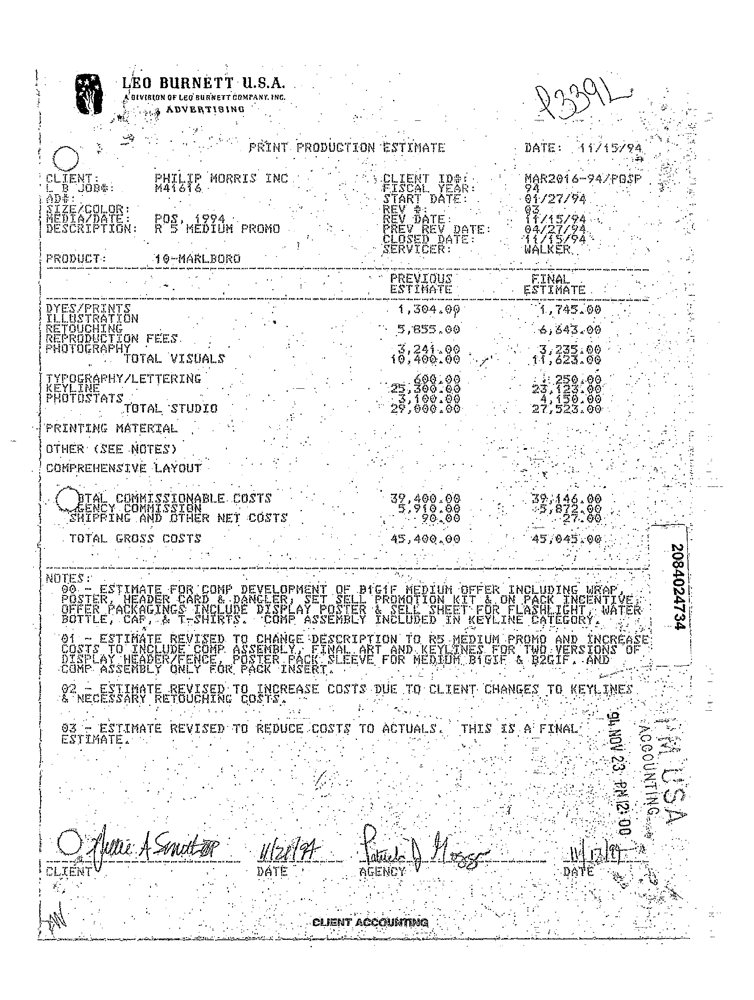 LEO BURNETT U.S.A.
A DIVISION OF LEO BURNETT COMPANY, INC.
ADVERTISING
P339L
PRINT PRODUCTION ESTIMATE DATE: 11/15/94
CLIENT: PHILIP MORRIS INC CLIENT ID#: MAR2016-94/POSP
L B JOB#: M41616 FISCAL YEAR: 94
AD#: START DATE: 01/27/94
SIZE/COLOR: REV #: 03
MEDIA/DATE: POS, 1994 REV DATE: 11/15/94
DESCRIPTION: R 5 MEDIUM PROMO PREV REV DATE: 04/27/94
CLOSED DATE: 11/15/94
SERVICER: WALKER
PRODUCT: 10-MARLBORO
PREVIOUS FINAL
ESTIMATE ESTIMATE
DYES/PRINTS 1,304.00 1,745.00
ILLUSTRATION
RETOUCHING 5,855.00 6,643.00
REPRODUCTION FEES
PHOTOGRAPHY 3,241.00 3,235.00
TOTAL VISUALS 10,400.00 11,623.00
TYPOGRAPHY/LETTERING 600.00 250.00
KEYLINE 25,300.00 23,123.00
PHOTOSTATS 3,100.00 4,150.00
TOTAL STUDIO 29,000.00 27,523.00
PRINTING MATERIAL
OTHER (SEE NOTES)
COMPREHENSIVE LAYOUT
TOTAL COMMISSIONABLE COSTS 39,400.00 39,146.00
AGENCY COMMISSION 5,910.00 5,872.00
SHIPPING AND OTHER NET COSTS 90.00 27.00
TOTAL GROSS COSTS 45,400.00 45,045.00
NOTES:
00 - ESTIMATE FOR COMP DEVELOPMENT OF B1G1F MEDIUM OFFER INCLUDING WRAP,
POSTER, HEADER CARD & DANGLER, SET SELL PROMOTION KIT & ON PACK INCENTIVE;
OFFER PACKAGINGS INCLUDE DISPLAY POSTER & SELL SHEET FOR FLASHLIGHT, WATER
BOTTLE, CAP, & T-SHIRTS. COMP ASSEMBLY INCLUDED IN KEYLINE CATEGORY.
01 - ESTIMATE REVISED TO CHANGE DESCRIPTION TO R5 MEDIUM PROMO AND INCREASE
COSTS TO INCLUDE COMP ASSEMBLY, FINAL ART AND KEYLINES FOR TWO VERSIONS OF
DISPLAY HEADER/FENCE, POSTER PACK SLEEVE FOR MEDIUM B1GIF & B2GIF. AND
COMP ASSEMBLY ONLY FOR PACK INSERT.
02 - ESTIMATE REVISED TO INCREASE COSTS DUE TO CLIENT CHANGES TO KEYLINES
& NECESSARY RETOUCHING COSTS.
03 - ESTIMATE REVISED TO REDUCE COSTS TO ACTUALS. THIS IS A FINAL
ESTIMATE.
2084024734
PM USA
ACCOUNTING
94 NOV 23 PM 12:00
11/28/94 11/17/94
CLIENT DATE AGENCY DATE
CLIENT ACCOUNTING